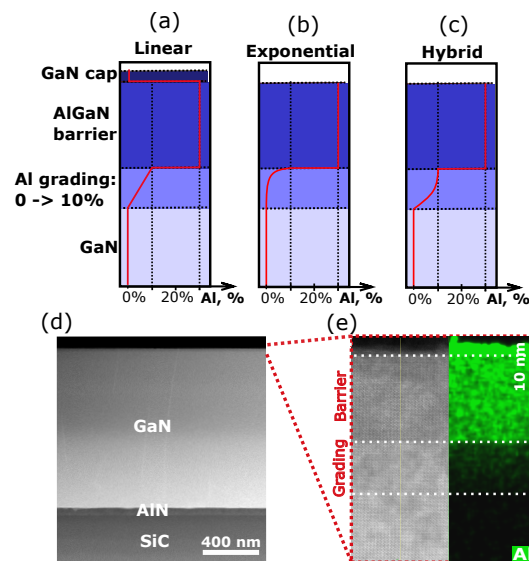 (a)
(b)
(c)
Linear
Exponential
Hybrid
GaN cap
AlGaN
barrier
Al grading:
0 -> 10%
GaN
0% 20% Al, %
0% 20% Al, %
0% 20% Al, %
(d)
(e)
GaN
AlN
SiC
400 nm
Barrier
Grading
10 nm
Al